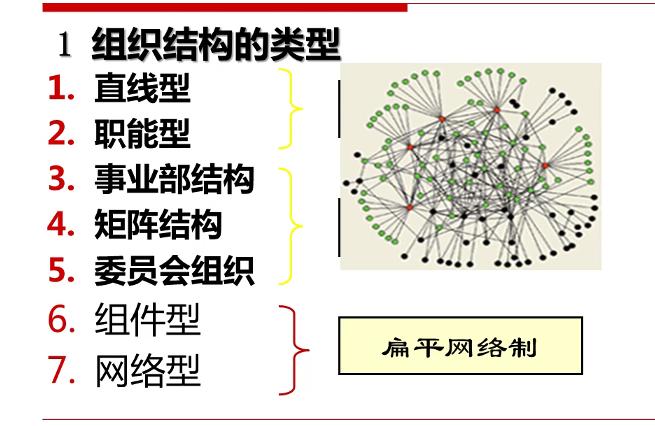 1 组织结构的类型
1. 直线型
2. 职能型
3. 事业部结构
4. 矩阵结构
5. 委员会组织
6. 组件型
7. 网络型
扁平网络制